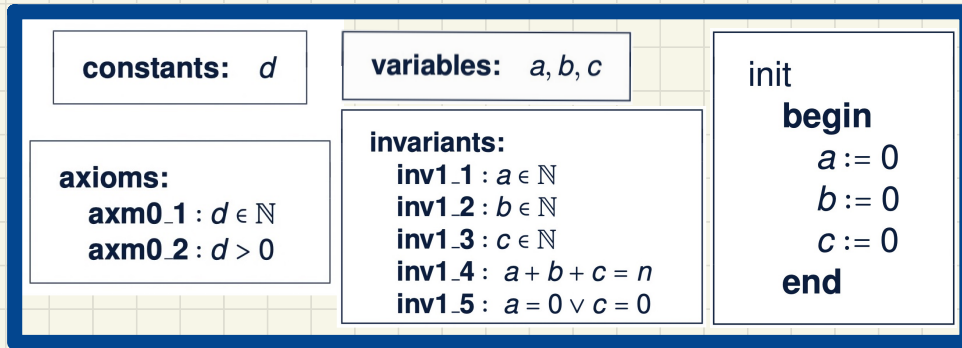 constants: d
axioms:
axm0_1 : d ∈ ℕ
axm0_2 : d > 0
variables: a, b, c
invariants:
inv1_1 : a ∈ ℕ
inv1_2 : b ∈ ℕ
inv1_3 : c ∈ ℕ
inv1_4 : a + b + c = n
inv1_5 : a = 0 ∨ c = 0
init
begin
a := 0
b := 0
c := 0
end